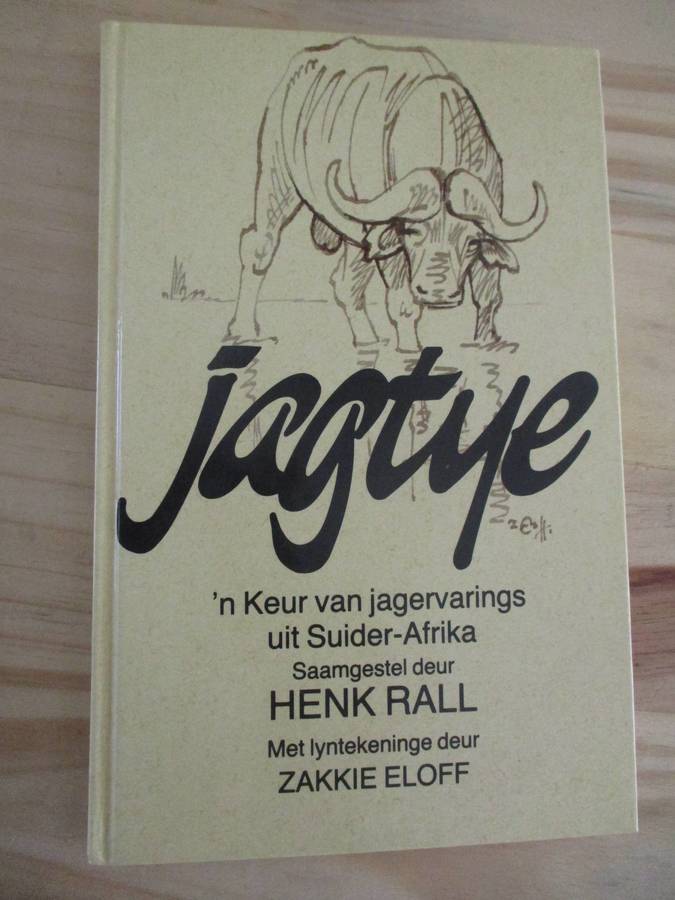 jagtye
'n Keur van jagervarings
uit Suider-Afrika
Saamgestel deur
HENK RALL
Met lyntekeninge deur
ZAKKIE ELOFF